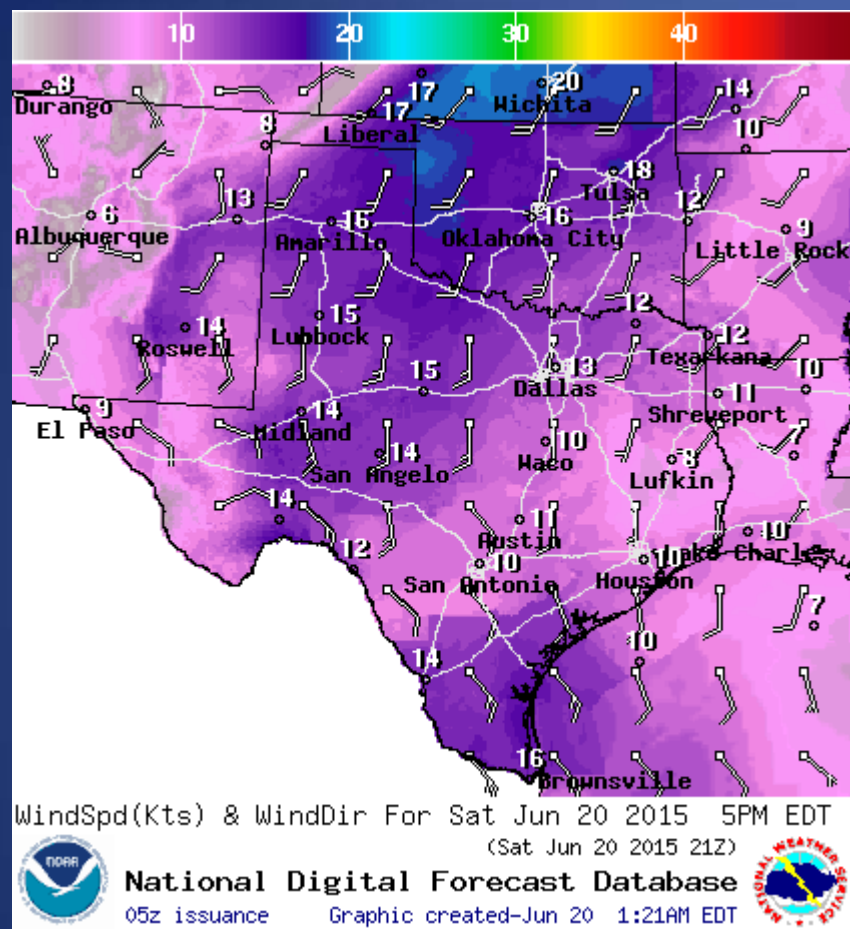 10 20 30 40
8 17 20 14
Durango Wichita
17
Liberal
8 10
18
Tulsa
6 13 16 16 12 9
Albuquerque Amarillo Oklahoma City Little Rock
14 15 12 12
Roswell Lubbock Texarkana
15 13 10
Dallas
9 14 11
El Paso Midland Shreveport
14 10 8 7
San Angelo Waco Lufkin
14 11 10
Austin
12 10 10 Lake Charles
San Antonio Houston
7
14 10
16
Brownsville
WindSpd(Kts) & WindDir For Sat Jun 20 2015 5PM EDT
(Sat Jun 20 2015 21Z)
NOAA
National Digital Forecast Database
05z issuance Graphic created-Jun 20 1:21AM EDT
NATIONAL WEATHER SERVICE